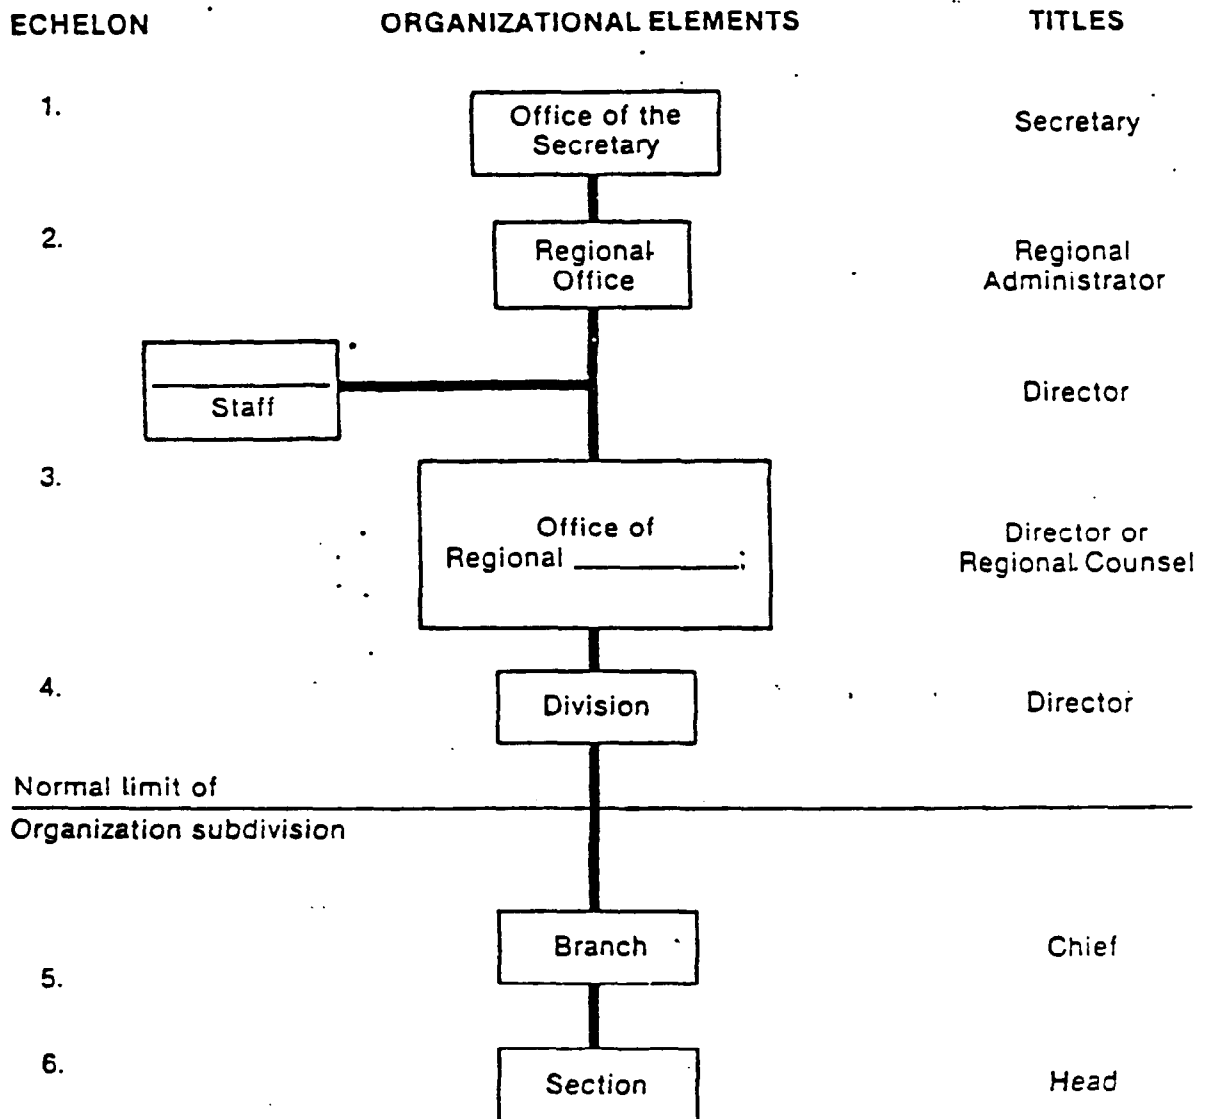 ECHELON ORGANIZATIONAL ELEMENTS TITLES
1.
Office of the
Secretary
Secretary
2.
Regional
Office
Regional
Administrator
Staff
Director
3.
Office of
Regional __________;
Director or
Regional Counsel
4.
Division
Director
Normal limit of
Organization subdivision
Branch
Chief
5.
6.
Section
Head